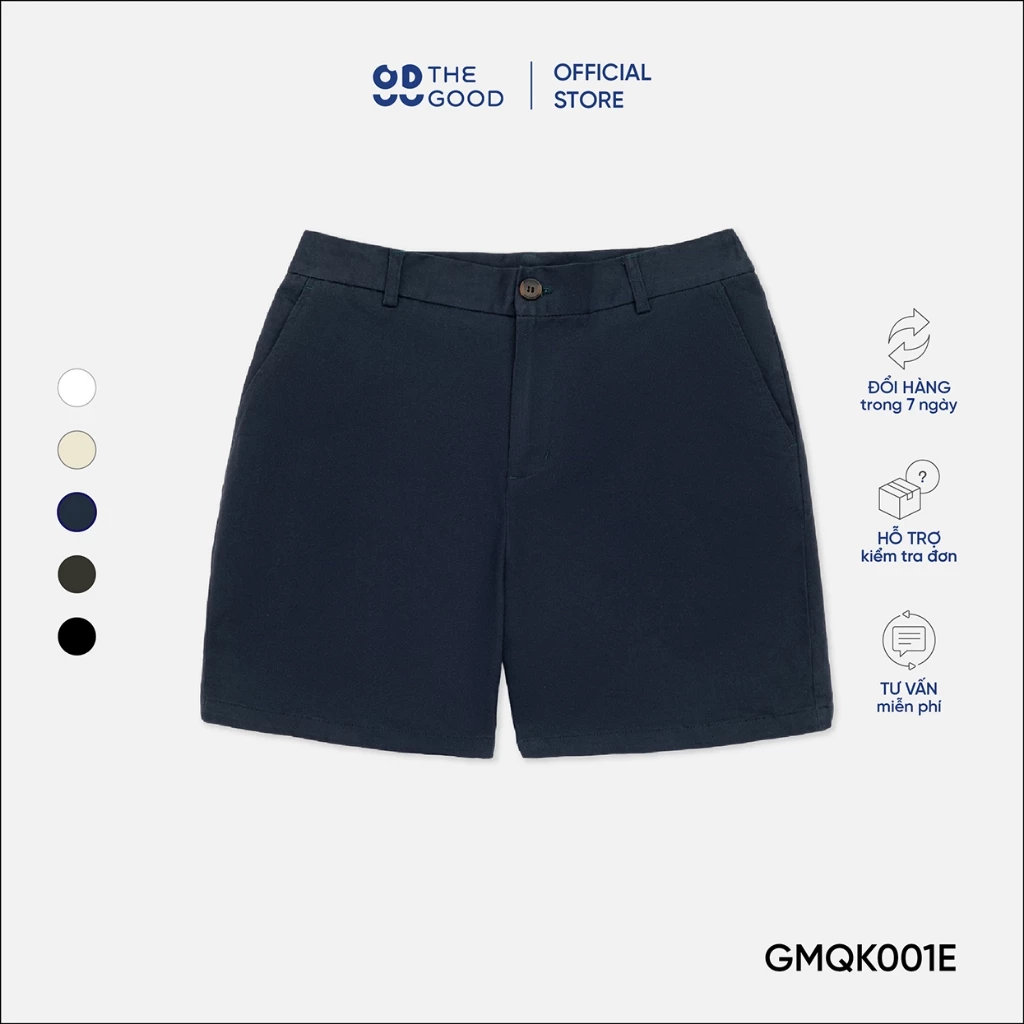 THE
GOOD
OFFICIAL
STORE
ĐỔI HÀNG
trong 7 ngày
?
HỖ TRỢ
kiểm tra đơn
TƯ VẤN
miễn phí
GMQK001E